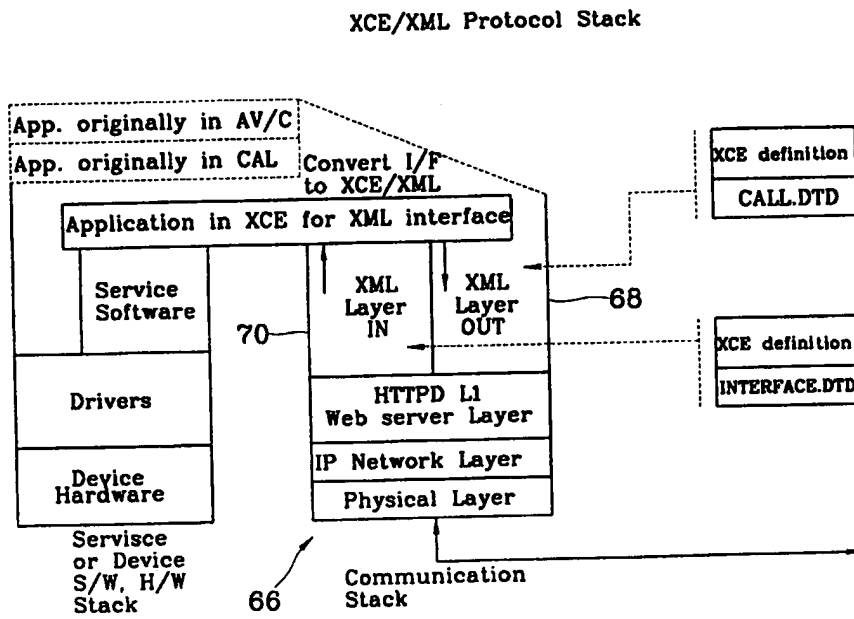 XCE/XML Protocol Stack
App. originally in AV/C
App. originally in CAL
Convert I/F
to XCE/XML
Application in XCE for XML interface
XCE definition
CALL.DTD
Service
Software
XML
Layer
IN
XML
Layer
OUT
68
70
XCE definition
INTERFACE.DTD
Drivers
HTTPD L1
Web server Layer
IP Network Layer
Device
Hardware
Physical Layer
Servisce
or Device
S/W, H/W
Stack
66
Communication
Stack